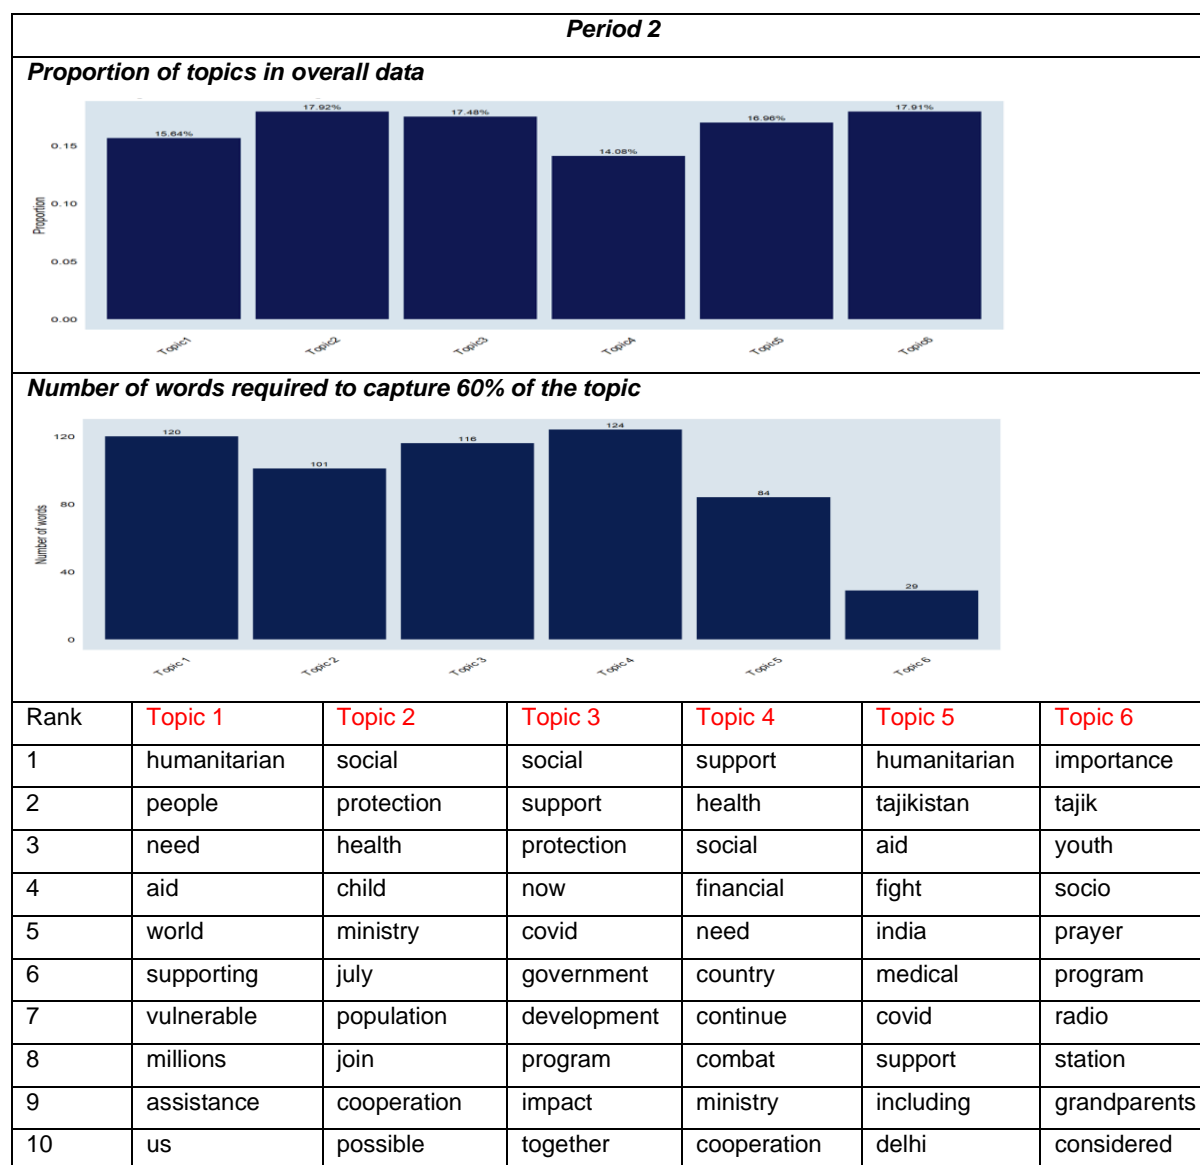 Period 2
Proportion of topics in overall data
17.92%
17.91%
17.48%
16.96%
15.64%
14.08%
0.15
0.10
0.05
0.00
Proportion
Topic1 Topic2 Topic3 Topic4 Topic5 Topic6
Number of words required to capture 60% of the topic
120 101 116 124 84 29
120
80
40
0
Number of words
Topic 1 Topic 2 Topic 3 Topic 4 Topic 5 Topic 6
Rank Topic 1 Topic 2 Topic 3 Topic 4 Topic 5 Topic 6
1 humanitarian social social support humanitarian importance
2 people protection support health tajikistan tajik
3 need health protection social aid youth
4 aid child now financial fight socio
5 world ministry covid need india prayer
6 supporting july government country medical program
7 vulnerable population development continue covid radio
8 millions join program combat support station
9 assistance cooperation impact ministry including grandparents
10 us possible together cooperation delhi considered